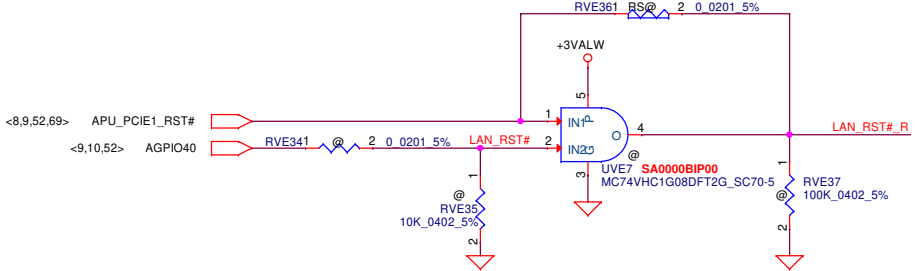 RVE361 RS@ 2 0_0201_5%
+3VALW
5
<8,9,52,69> APU_PCIE1_RST# 1 IN1 P
O 4 LAN_RST#_R
<9,10,52> AGPIO40 RVE341 @ 2 0_0201_5% LAN_RST# 2 IN2 G
@
UVE7 SA0000BIP00
MC74VHC1G08DFT2G_SC70-5
3
1
@
RVE35
10K_0402_5%
2
1
RVE37
@
100K_0402_5%
2